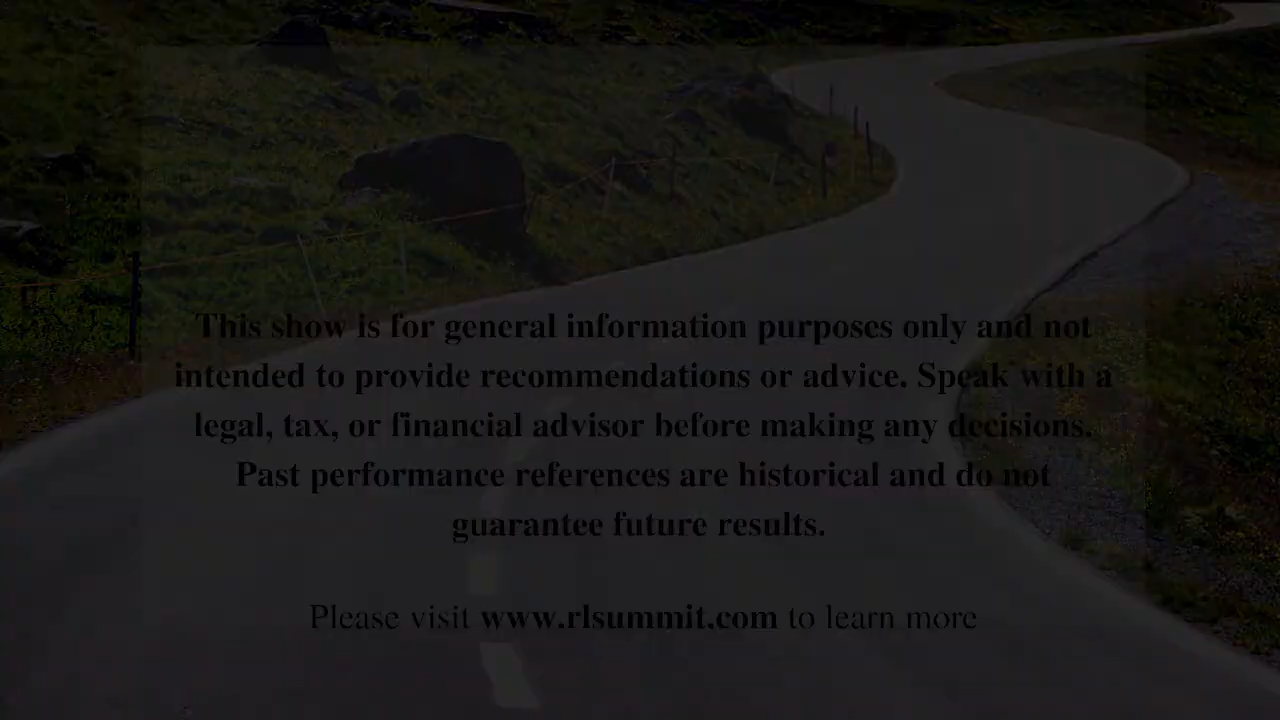 This show is for general information purposes only and not
intended to provide recommendations or advice. Speak with a
legal, tax, or financial advisor before making any decisions.
Past performance references are historical and do not
guarantee future results.
Please visit www.rlsummit.com to learn more